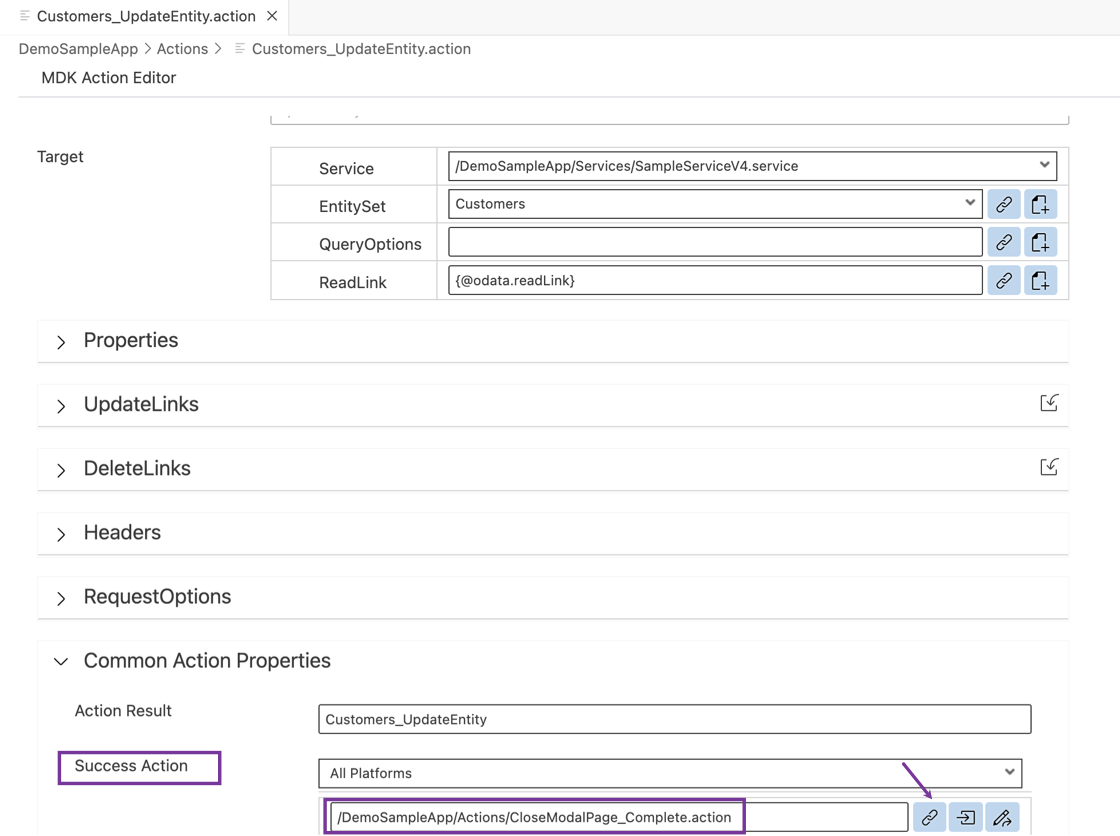 Customers_UpdateEntity.action
DemoSampleApp > Actions > Customers_UpdateEntity.action
MDK Action Editor
Target
Service /DemoSampleApp/Services/SampleServiceV4.service
EntitySet Customers
QueryOptions
ReadLink {@odata.readLink}
Properties
UpdateLinks
DeleteLinks
Headers
RequestOptions
Common Action Properties
Action Result Customers_UpdateEntity
Success Action All Platforms
/DemoSampleApp/Actions/CloseModalPage_Complete.action